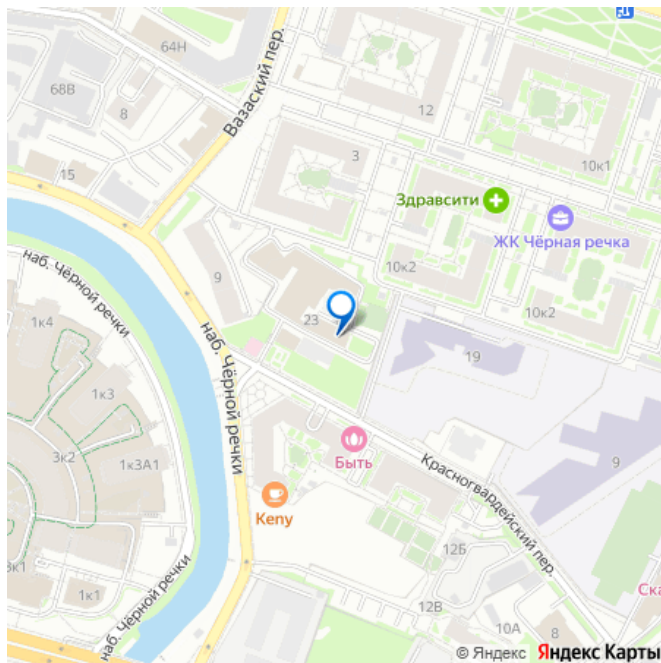 64Н
68В
8
Вазаский пер.
12
3
10к1
15
Здравсити
ЖК Чёрная речка
наб. Чёрной речки
9
10к2
10к2
1к4
23
наб. Чёрной речки
19
1к3
3к2
1к3А1
Быть
Красногвардейский пер.
9
Keпy
12Б
3к1
1к1
наб. Чёрной речки
12В
10А
8
Ска
© Яндекс Яндекс Карты